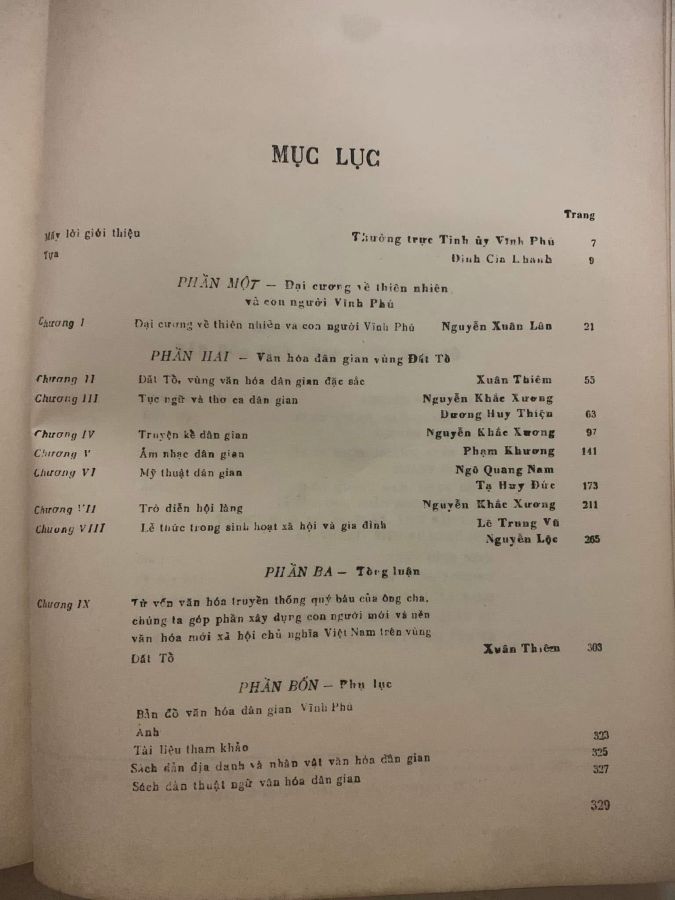 MỤC LỤC
Trang
Mấy lời giới thiệu Thường trực Tỉnh ủy Vĩnh Phú 7
Tựa Đinh Gia Khánh 9
PHẦN MỘT — Đại cương về thiên nhiên
và con người Vĩnh Phú
Chương I Đại cương về thiên nhiên và con người Vĩnh Phú Nguyễn Xuân Lân 21
PHẦN HAI — Văn hóa dân gian vùng Đất Tổ
Chương II Đất Tổ, vùng văn hóa dân gian đặc sắc Xuân Thiêm 55
Chương III Tục ngữ và thơ ca dân gian Nguyễn Khắc Xương
Dương Huy Thiện 63
Chương IV Truyện kể dân gian Nguyễn Khắc Xương 97
Chương V Âm nhạc dân gian Phạm Khương 141
Chương VI Mỹ thuật dân gian Ngô Quang Nam
Tạ Huy Đức 173
Chương VII Trò diễn hội làng Nguyễn Khắc Xương 211
Chương VIII Lễ thức trong sinh hoạt xã hội và gia đình Lê Trung Vũ
Nguyễn Lộc 265
PHẦN BA — Tổng luận
Chương IX Từ vốn văn hóa truyền thống quý báu của ông cha,
chúng ta góp phần xây dựng con người mới và nền
văn hóa mới xã hội chủ nghĩa Việt Nam trên vùng
Đất Tổ Xuân Thiêm 303
PHẦN BỐN — Phụ lục
Bản đồ văn hóa dân gian Vĩnh Phú
Ảnh
Tài liệu tham khảo 323
Sách dẫn địa danh và nhân vật văn hóa dân gian 325
Sách dẫn thuật ngữ văn hóa dân gian 327
329